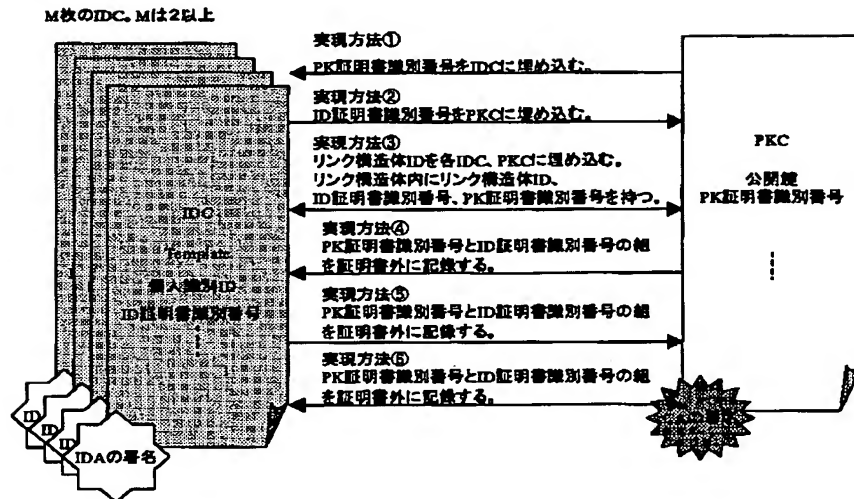 M枚のIDC。Mは2以上
実現方法①
PK証明書識別番号をIDCに埋め込む。
実現方法②
ID証明書識別番号をPKCに埋め込む。
実現方法③
リンク構造体IDを各IDC、PKCに埋め込む。
リンク構造体内にリンク構造体ID、
ID証明書識別番号、PK証明書識別番号を持つ。
実現方法④
PK証明書識別番号とID証明書識別番号の組
を証明書外に記録する。
実現方法⑤
PK証明書識別番号とID証明書識別番号の組
を証明書外に記録する。
実現方法⑥
PK証明書識別番号とID証明書識別番号の組
を証明書外に記録する。
IDC
Template
個人識別ID
ID証明書識別番号
ID
ID
ID
IDAの署名
PKC
公開鍵
PK証明書識別番号